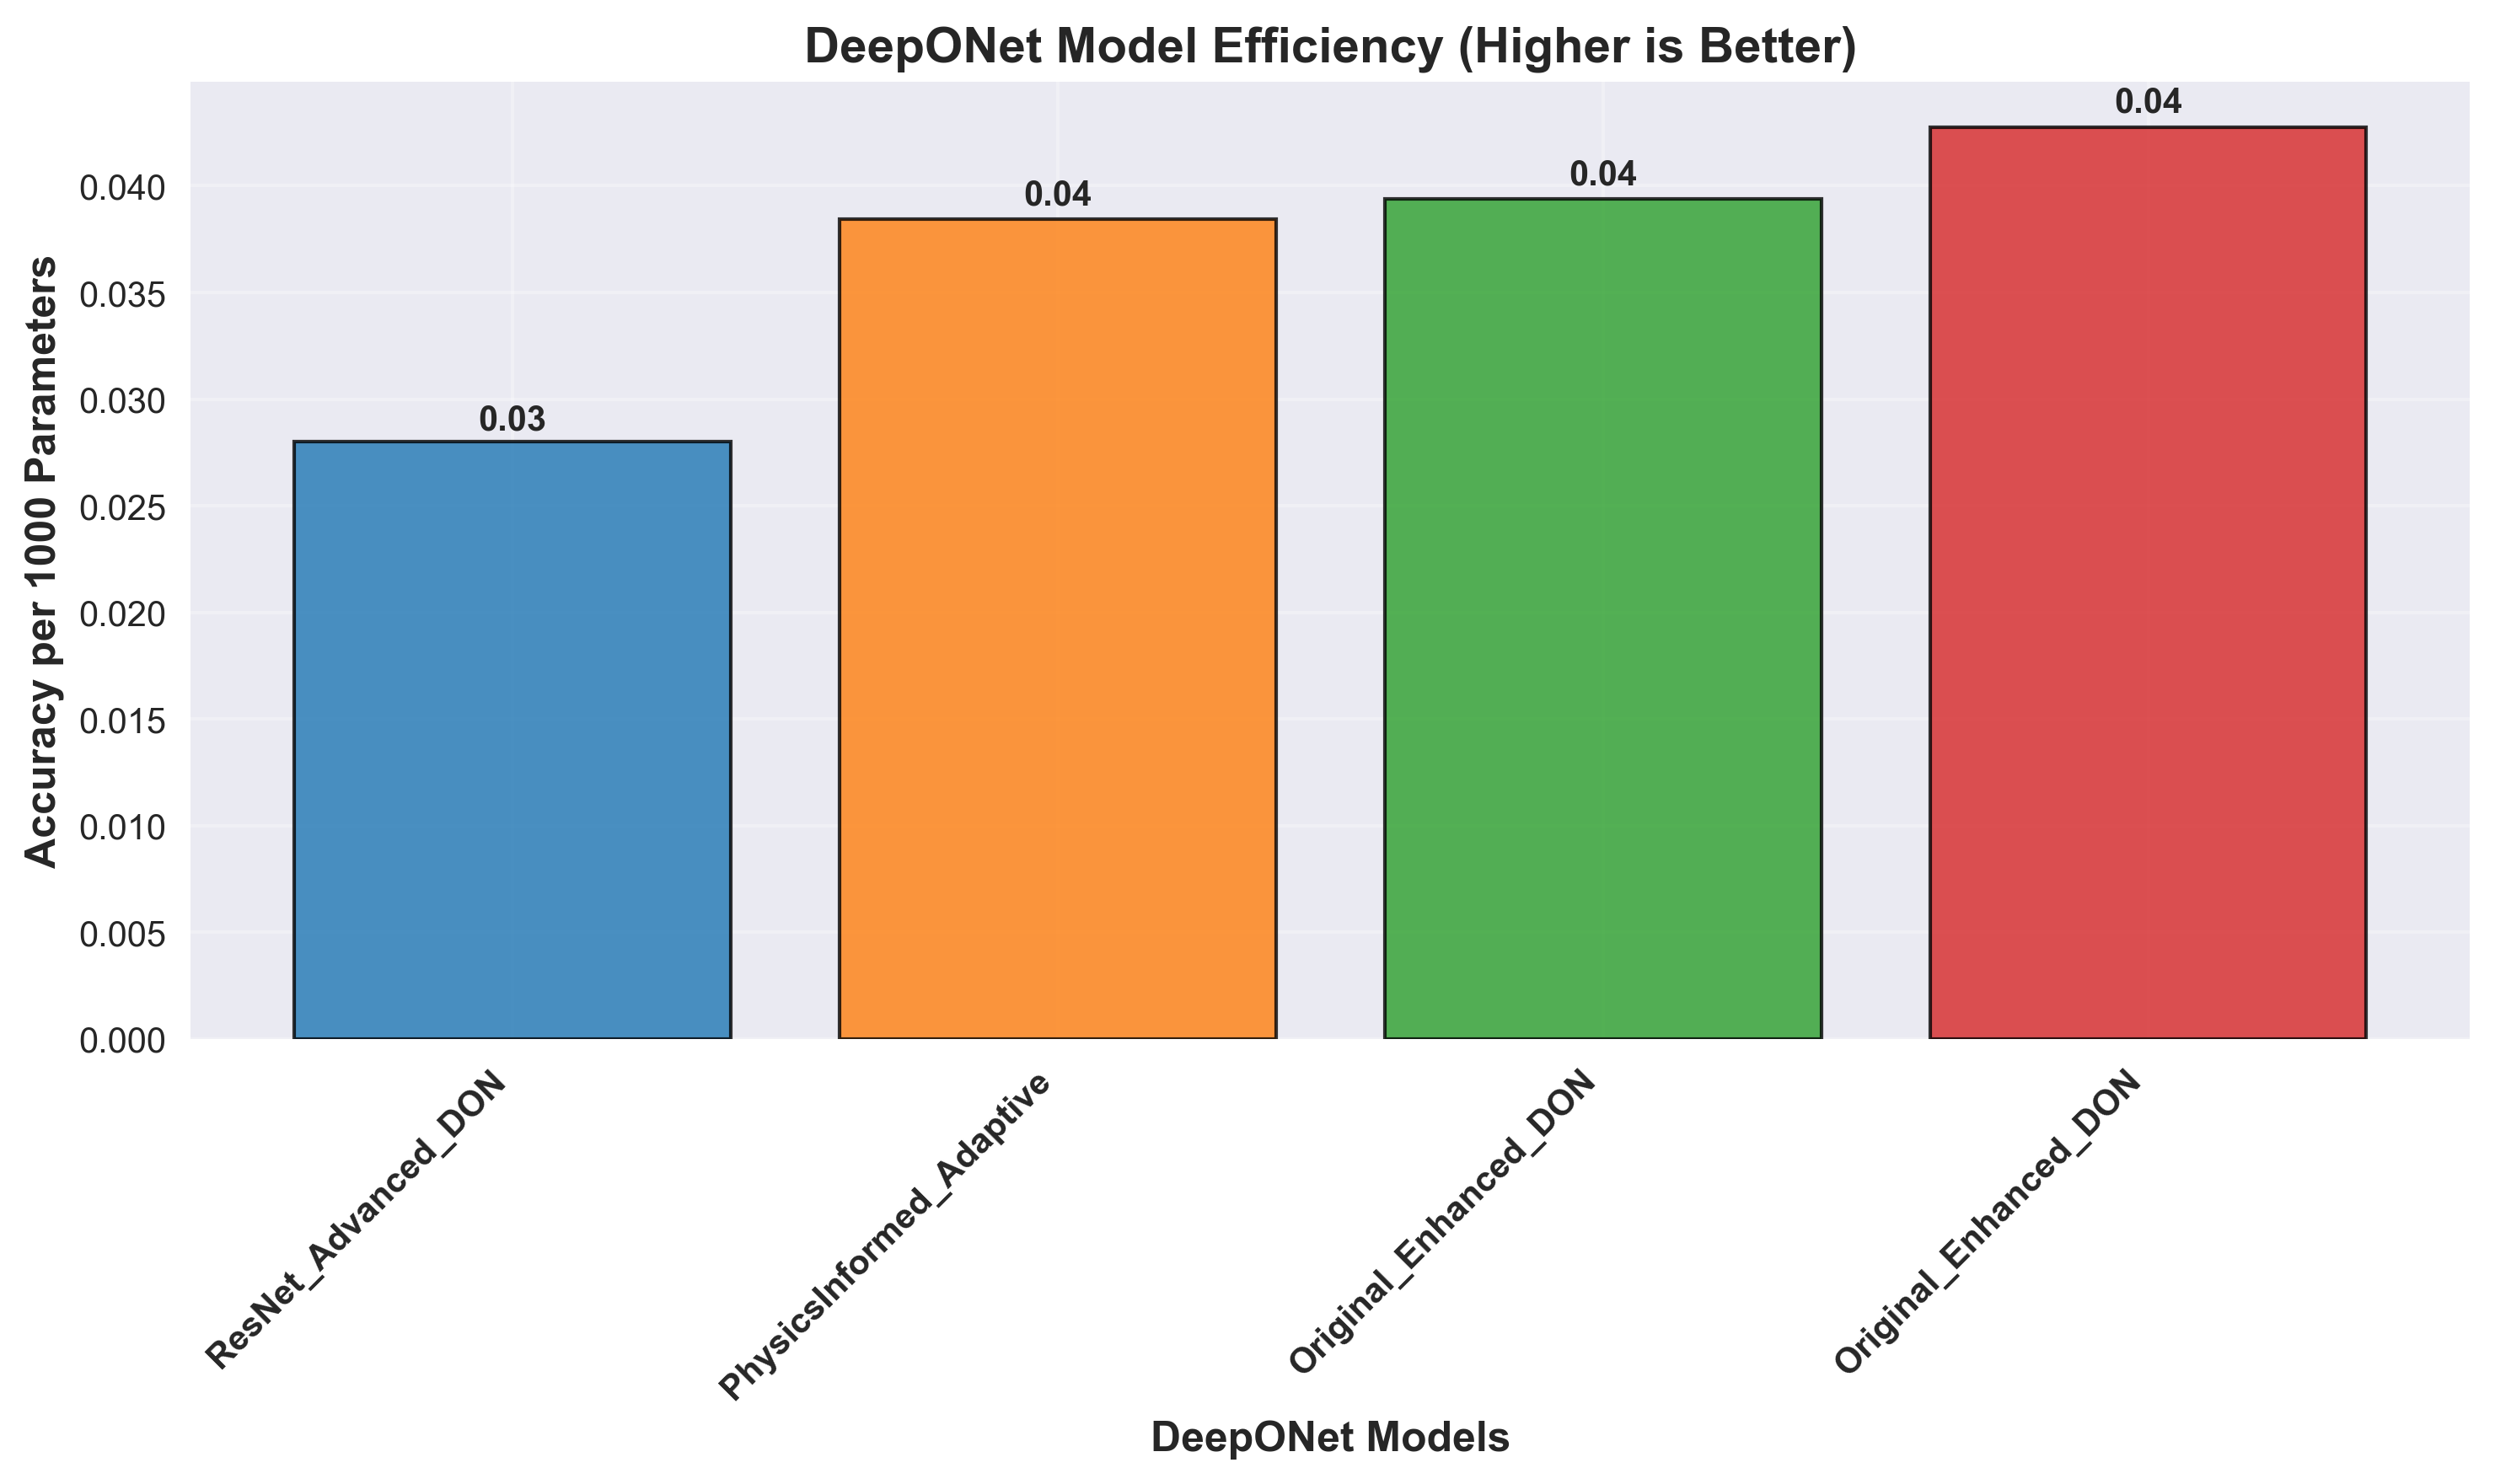 DeepONet Model Efficiency (Higher is Better)
Accuracy per 1000 Parameters
0.040
0.035
0.030
0.025
0.020
0.015
0.010
0.005
0.000
0.03
0.04
0.04
0.04
ResNet_Advanced_DON
PhysicsInformed_Adaptive
Original_Enhanced_DON
Original_Enhanced_DON
DeepONet Models